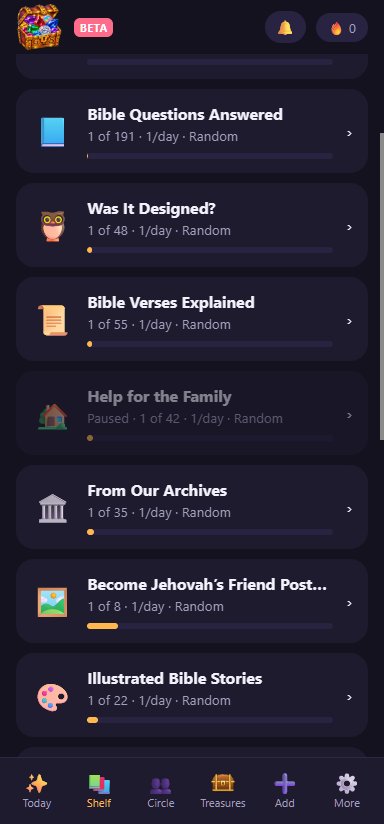 BETA
0
Bible Questions Answered
1 of 191 · 1/day · Random
Was It Designed?
1 of 48 · 1/day · Random
Bible Verses Explained
1 of 55 · 1/day · Random
Help for the Family
Paused · 1 of 42 · 1/day · Random
From Our Archives
1 of 35 · 1/day · Random
Become Jehovah’s Friend Post...
1 of 8 · 1/day · Random
Illustrated Bible Stories
1 of 22 · 1/day · Random
Today Shelf Circle Treasures Add More